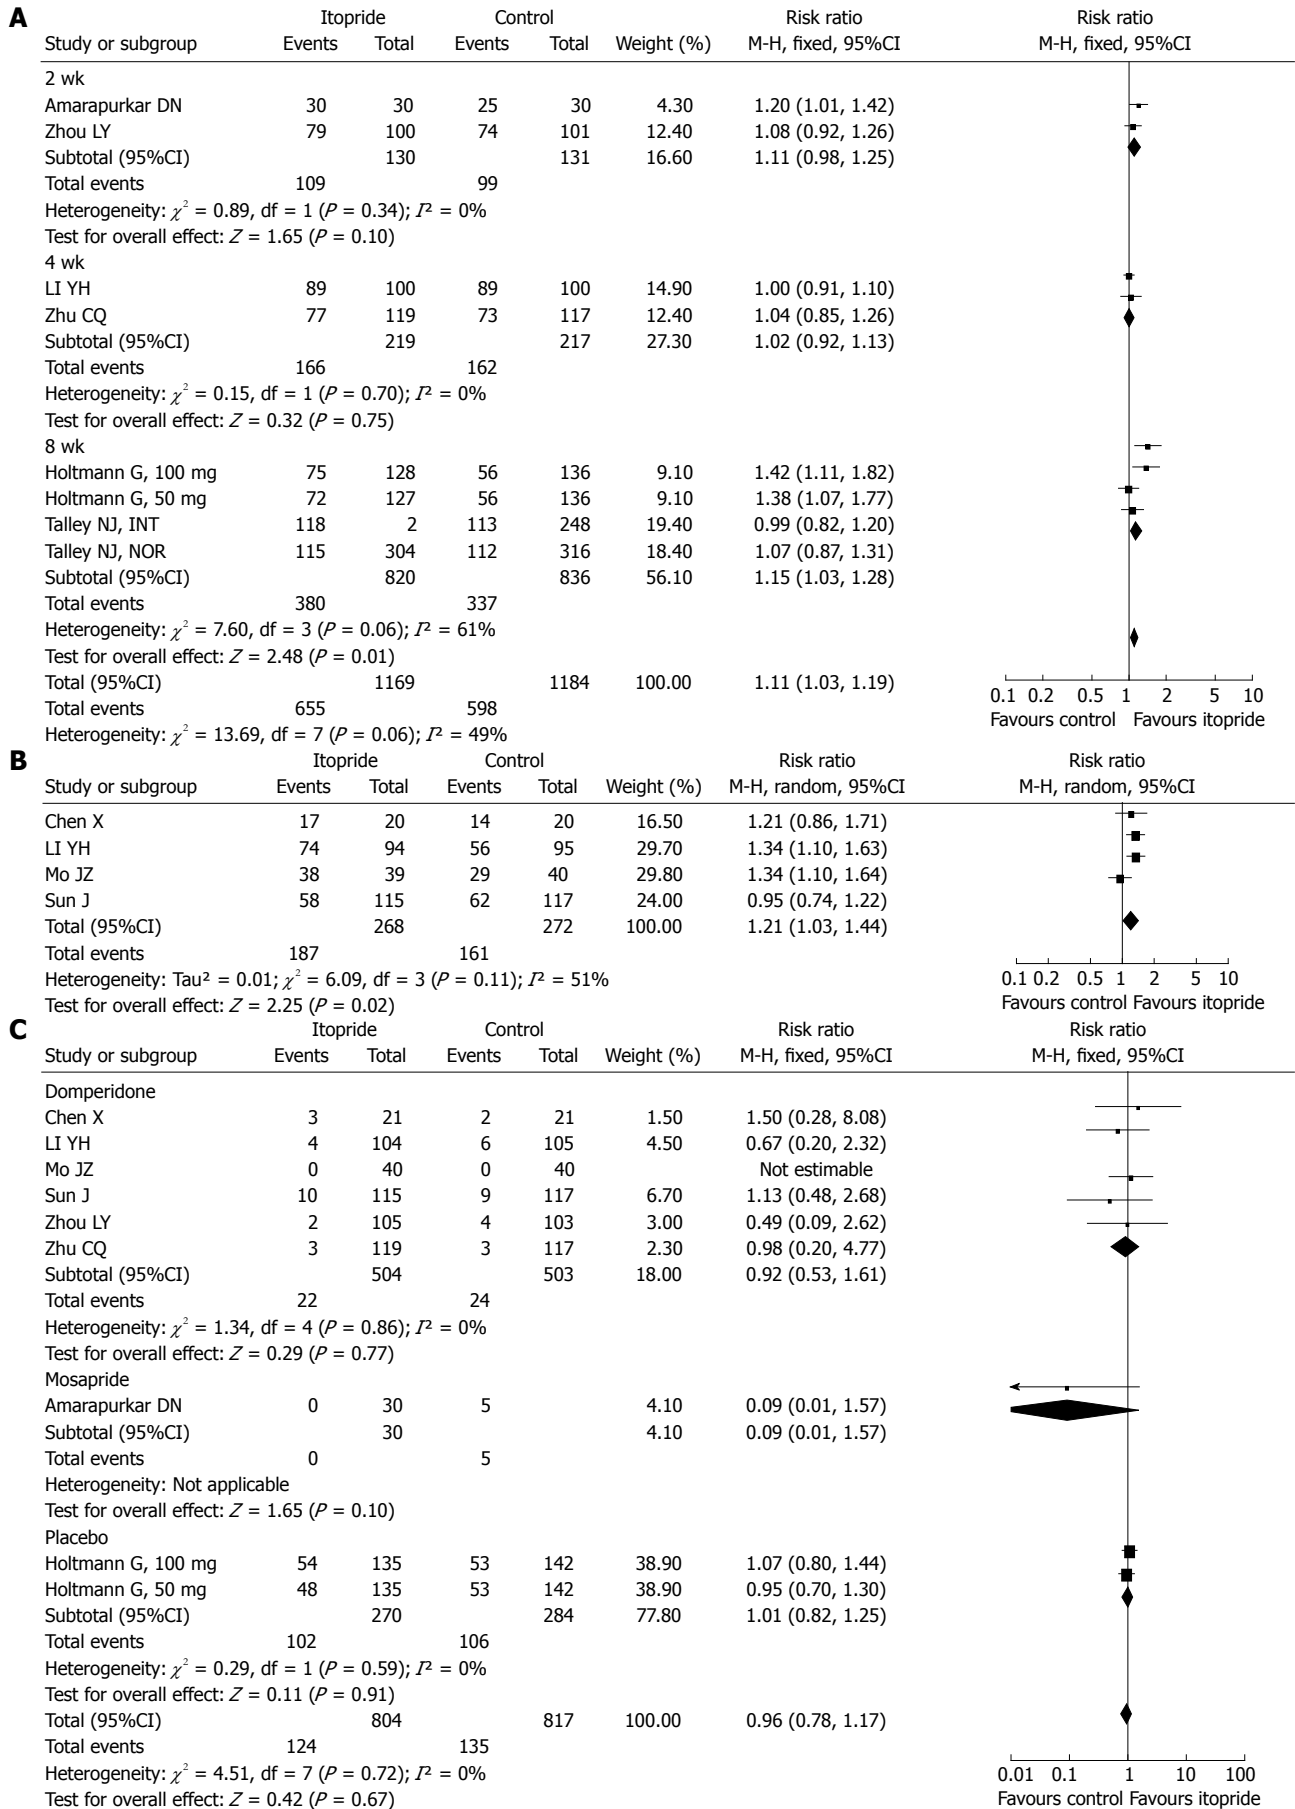 A
Itopride Control Risk ratio Risk ratio
Study or subgroup Events Total Events Total Weight (%) M-H, fixed, 95%CI M-H, fixed, 95%CI
2 wk
Amarapurkar DN 30 30 25 30 4.30 1.20 (1.01, 1.42)
Zhou LY 79 100 74 101 12.40 1.08 (0.92, 1.26)
Subtotal (95%CI) 130 131 16.60 1.11 (0.98, 1.25)
Total events 109 99
Heterogeneity: χ² = 0.89, df = 1 (P = 0.34); I² = 0%
Test for overall effect: Z = 1.65 (P = 0.10)
4 wk
LI YH 89 100 89 100 14.90 1.00 (0.91, 1.10)
Zhu CQ 77 119 73 117 12.40 1.04 (0.85, 1.26)
Subtotal (95%CI) 219 217 27.30 1.02 (0.92, 1.13)
Total events 166 162
Heterogeneity: χ² = 0.15, df = 1 (P = 0.70); I² = 0%
Test for overall effect: Z = 0.32 (P = 0.75)
8 wk
Holtmann G, 100 mg 75 128 56 136 9.10 1.42 (1.11, 1.82)
Holtmann G, 50 mg 72 127 56 136 9.10 1.38 (1.07, 1.77)
Talley NJ, INT 118 2 113 248 19.40 0.99 (0.82, 1.20)
Talley NJ, NOR 115 304 112 316 18.40 1.07 (0.87, 1.31)
Subtotal (95%CI) 820 836 56.10 1.15 (1.03, 1.28)
Total events 380 337
Heterogeneity: χ² = 7.60, df = 3 (P = 0.06); I² = 61%
Test for overall effect: Z = 2.48 (P = 0.01)
Total (95%CI) 1169 1184 100.00 1.11 (1.03, 1.19)
0.1 0.2 0.5 1 2 5 10
Total events 655 598
Favours control Favours itopride
Heterogeneity: χ² = 13.69, df = 7 (P = 0.06); I² = 49%
B
Itopride Control Risk ratio Risk ratio
Study or subgroup Events Total Events Total Weight (%) M-H, random, 95%CI M-H, random, 95%CI
Chen X 17 20 14 20 16.50 1.21 (0.86, 1.71)
LI YH 74 94 56 95 29.70 1.34 (1.10, 1.63)
Mo JZ 38 39 29 40 29.80 1.34 (1.10, 1.64)
Sun J 58 115 62 117 24.00 0.95 (0.74, 1.22)
Total (95%CI) 268 272 100.00 1.21 (1.03, 1.44)
Total events 187 161
Heterogeneity: Tau² = 0.01; χ² = 6.09, df = 3 (P = 0.11); I² = 51%
0.1 0.2 0.5 1 2 5 10
Test for overall effect: Z = 2.25 (P = 0.02)
Favours control Favours itopride
C
Itopride Control Risk ratio Risk ratio
Study or subgroup Events Total Events Total Weight (%) M-H, fixed, 95%CI M-H, fixed, 95%CI
Domperidone
Chen X 3 21 2 21 1.50 1.50 (0.28, 8.08)
LI YH 4 104 6 105 4.50 0.67 (0.20, 2.32)
Mo JZ 0 40 0 40 Not estimable
Sun J 10 115 9 117 6.70 1.13 (0.48, 2.68)
Zhou LY 2 105 4 103 3.00 0.49 (0.09, 2.62)
Zhu CQ 3 119 3 117 2.30 0.98 (0.20, 4.77)
Subtotal (95%CI) 504 503 18.00 0.92 (0.53, 1.61)
Total events 22 24
Heterogeneity: χ² = 1.34, df = 4 (P = 0.86); I² = 0%
Test for overall effect: Z = 0.29 (P = 0.77)
Mosapride
Amarapurkar DN 0 30 5 4.10 0.09 (0.01, 1.57)
Subtotal (95%CI) 30 4.10 0.09 (0.01, 1.57)
Total events 0 5
Heterogeneity: Not applicable
Test for overall effect: Z = 1.65 (P = 0.10)
Placebo
Holtmann G, 100 mg 54 135 53 142 38.90 1.07 (0.80, 1.44)
Holtmann G, 50 mg 48 135 53 142 38.90 0.95 (0.70, 1.30)
Subtotal (95%CI) 270 284 77.80 1.01 (0.82, 1.25)
Total events 102 106
Heterogeneity: χ² = 0.29, df = 1 (P = 0.59); I² = 0%
Test for overall effect: Z = 0.11 (P = 0.91)
Total (95%CI) 804 817 100.00 0.96 (0.78, 1.17)
Total events 124 135
Heterogeneity: χ² = 4.51, df = 7 (P = 0.72); I² = 0%
0.01 0.1 1 10 100
Test for overall effect: Z = 0.42 (P = 0.67)
Favours control Favours itopride